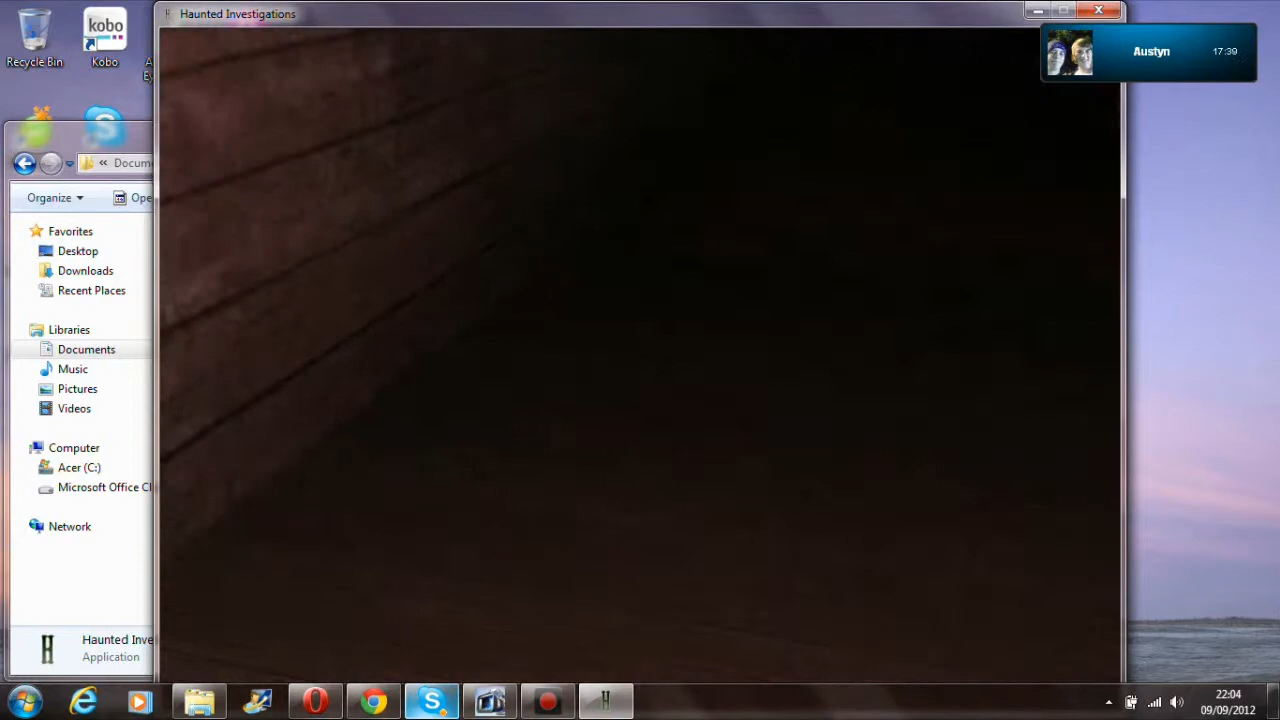 Haunted Investigations
Recycle Bin
kobo
Kobo
Austyn
17:39
« Docum
Organize
Ope
Favorites
Desktop
Downloads
Recent Places
Libraries
Documents
Music
Pictures
Videos
Computer
Acer (C:)
Microsoft Office Cl
Network
Haunted Inve
Application
22:04
09/09/2012